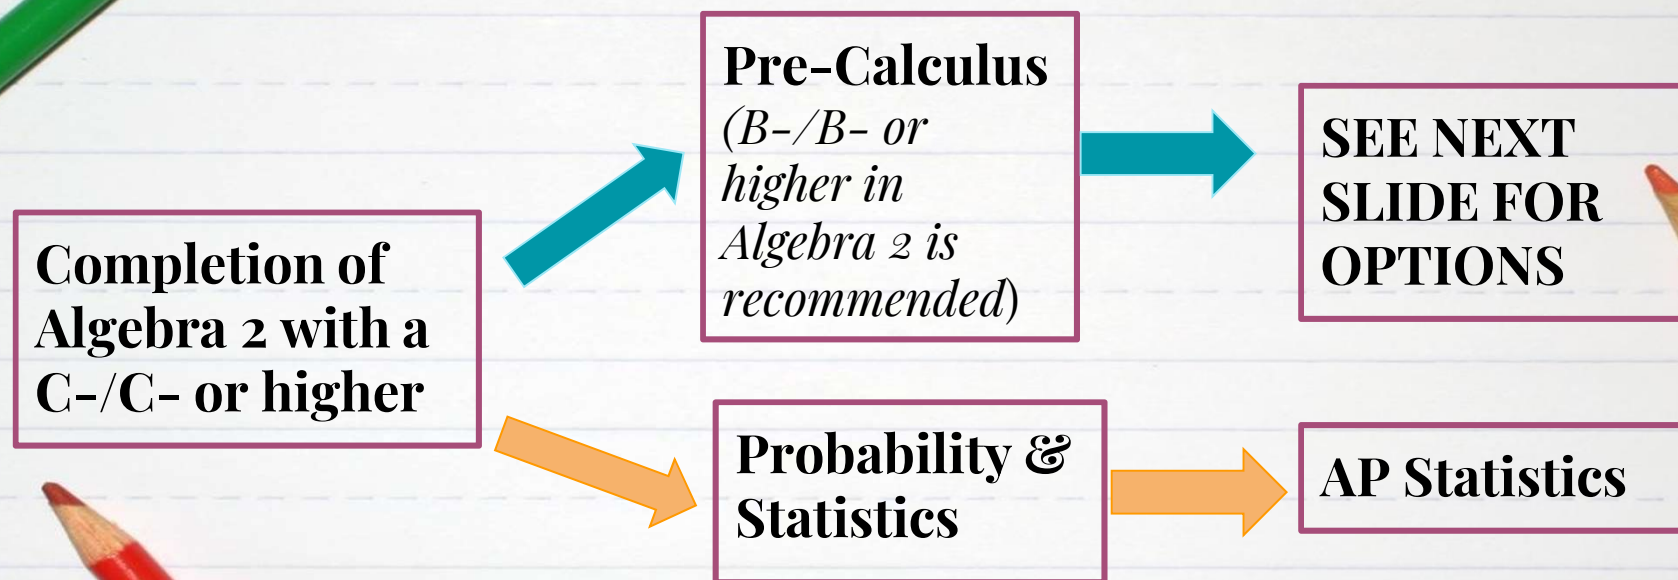 Completion of
Algebra 2 with a
C-/C- or higher
Pre-Calculus
(B-/B- or
higher in
Algebra 2 is
recommended)
SEE NEXT
SLIDE FOR
OPTIONS
Probability &
Statistics
AP Statistics